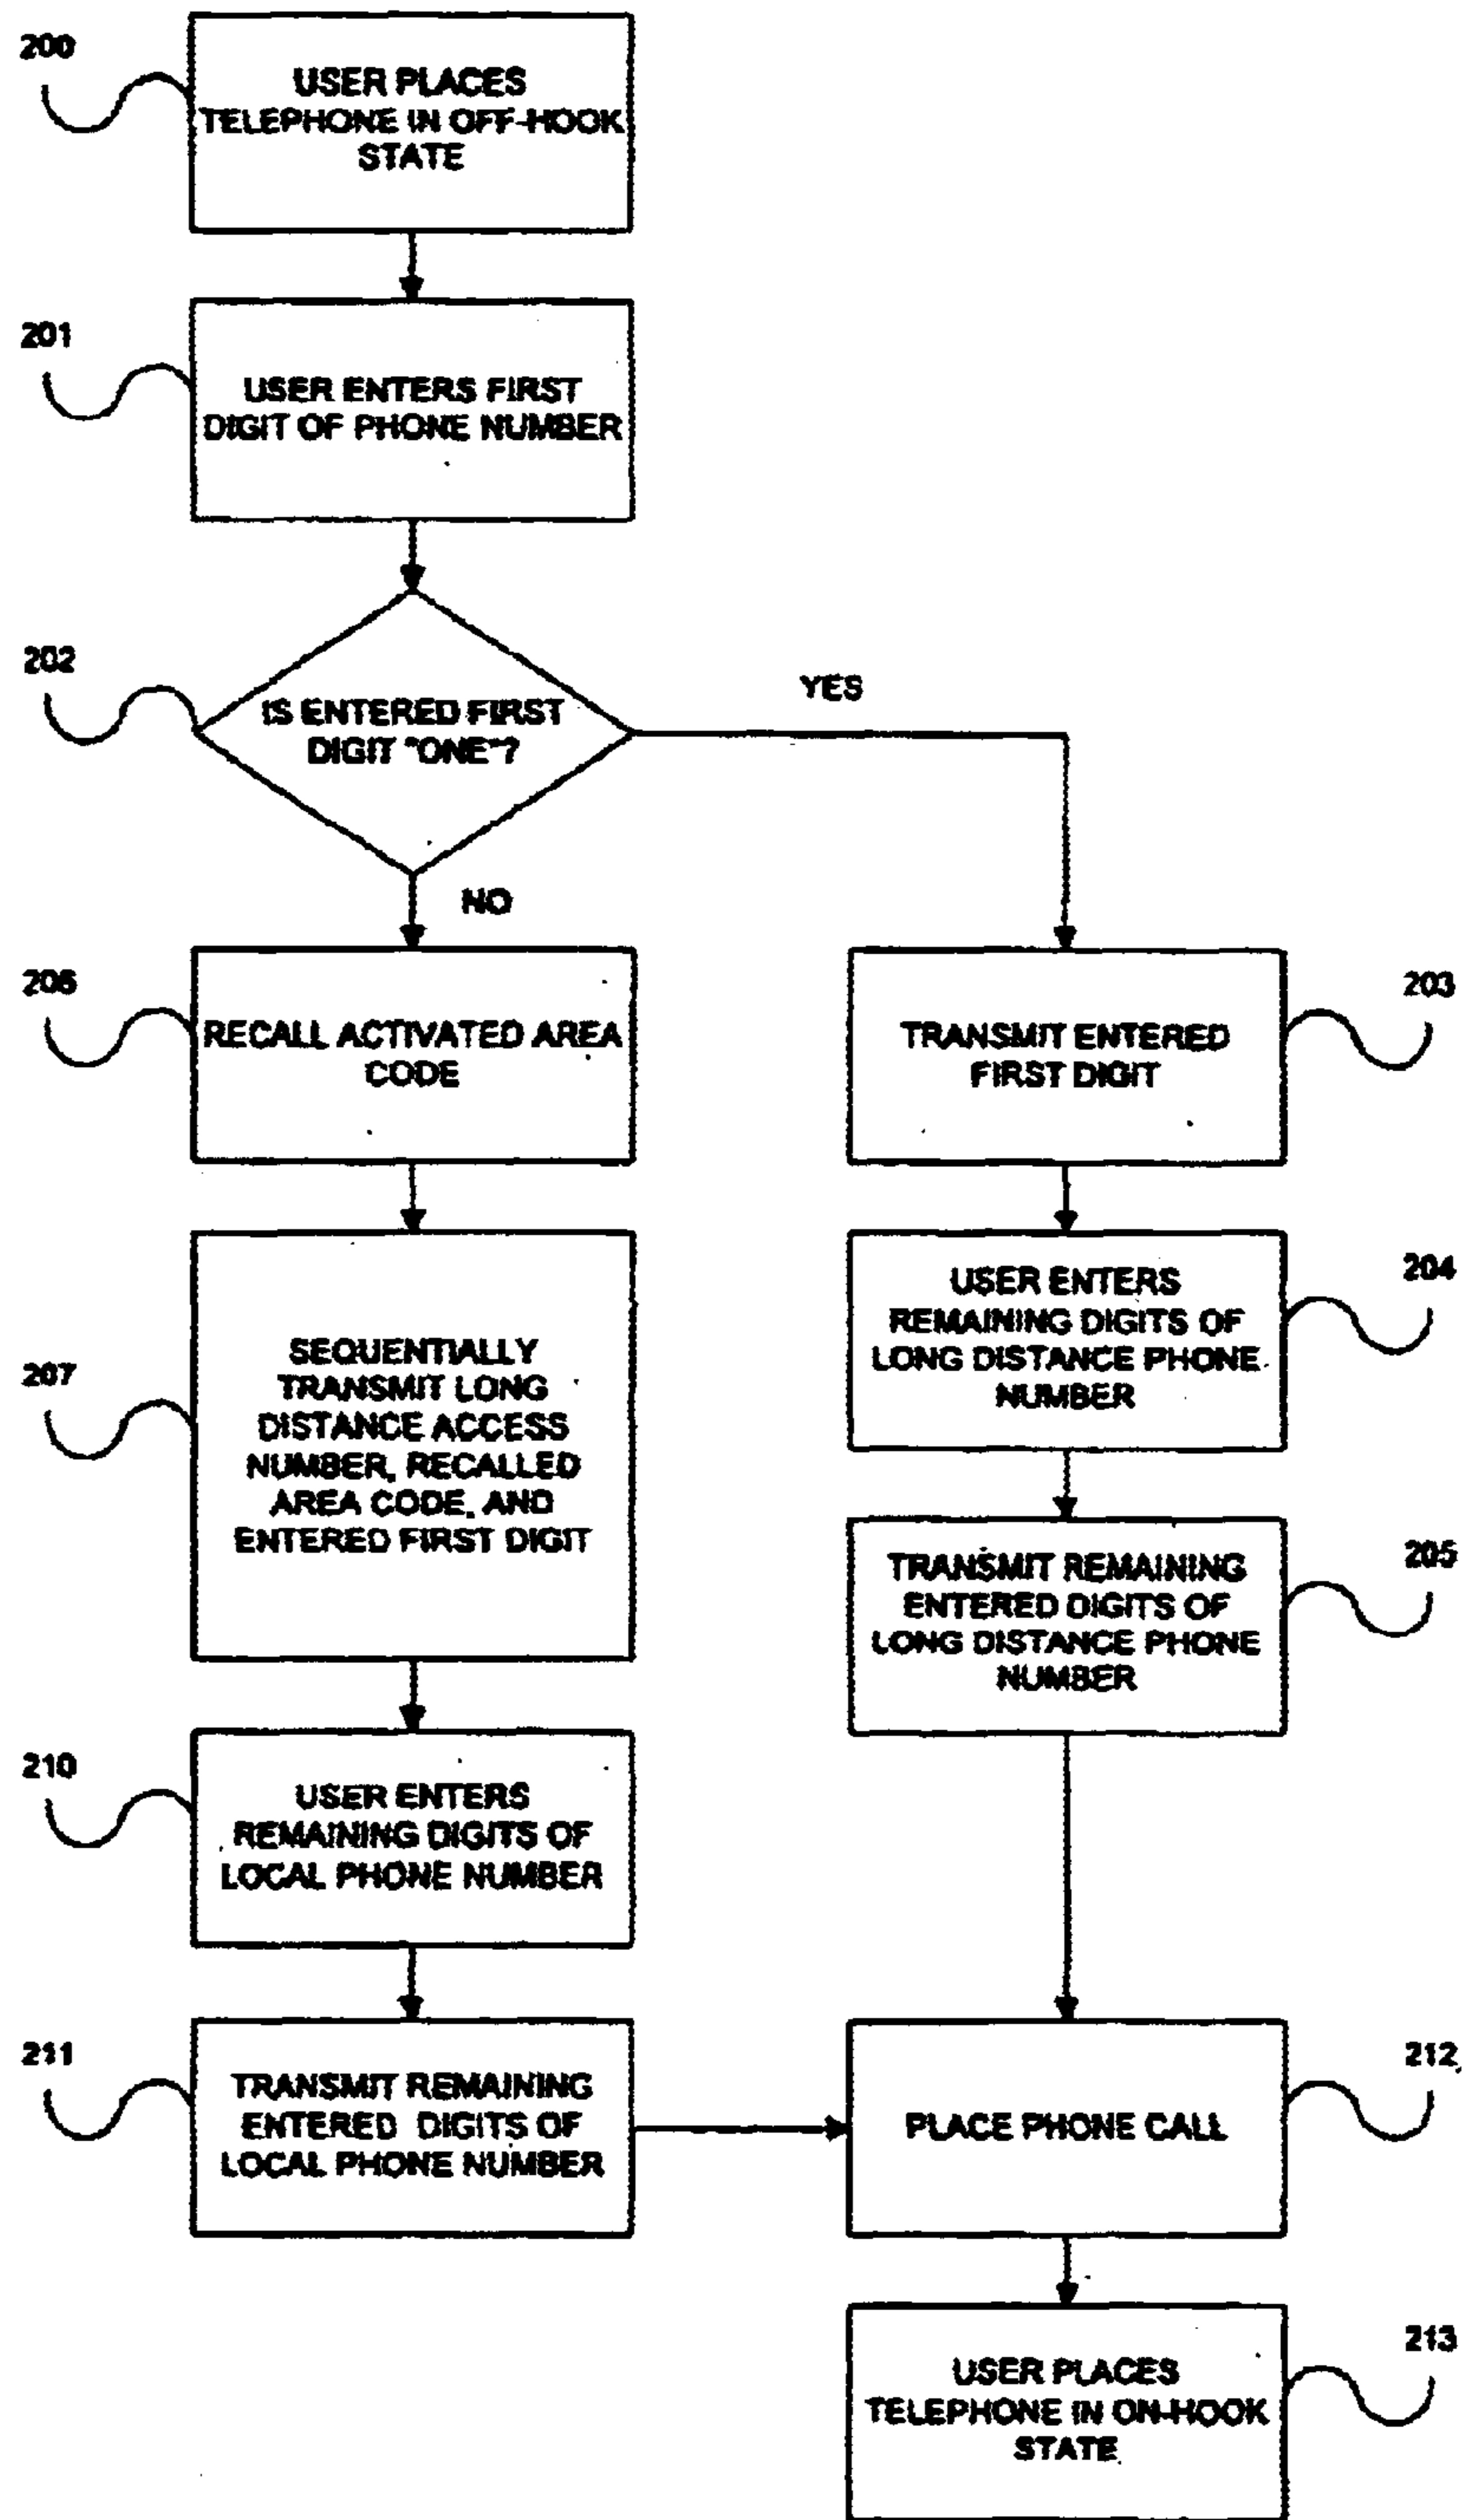 200
USER PLACES
TELEPHONE IN OFF-HOOK
STATE
201
USER ENTERS FIRST
DIGIT OF PHONE NUMBER
202
IS ENTERED FIRST
DIGIT "ONE"?
YES
NO
206
RECALL ACTIVATED AREA
CODE
203
TRANSMIT ENTERED
FIRST DIGIT
207
SEQUENTIALLY
TRANSMIT LONG
DISTANCE ACCESS
NUMBER, RECALLED
AREA CODE, AND
ENTERED FIRST DIGIT
204
USER ENTERS
REMAINING DIGITS OF
LONG DISTANCE PHONE
NUMBER
205
TRANSMIT REMAINING
ENTERED DIGITS OF
LONG DISTANCE PHONE
NUMBER
210
USER ENTERS
REMAINING DIGITS OF
LOCAL PHONE NUMBER
211
TRANSMIT REMAINING
ENTERED DIGITS OF
LOCAL PHONE NUMBER
212
PLACE PHONE CALL
213
USER PLACES
TELEPHONE IN ON-HOOK
STATE